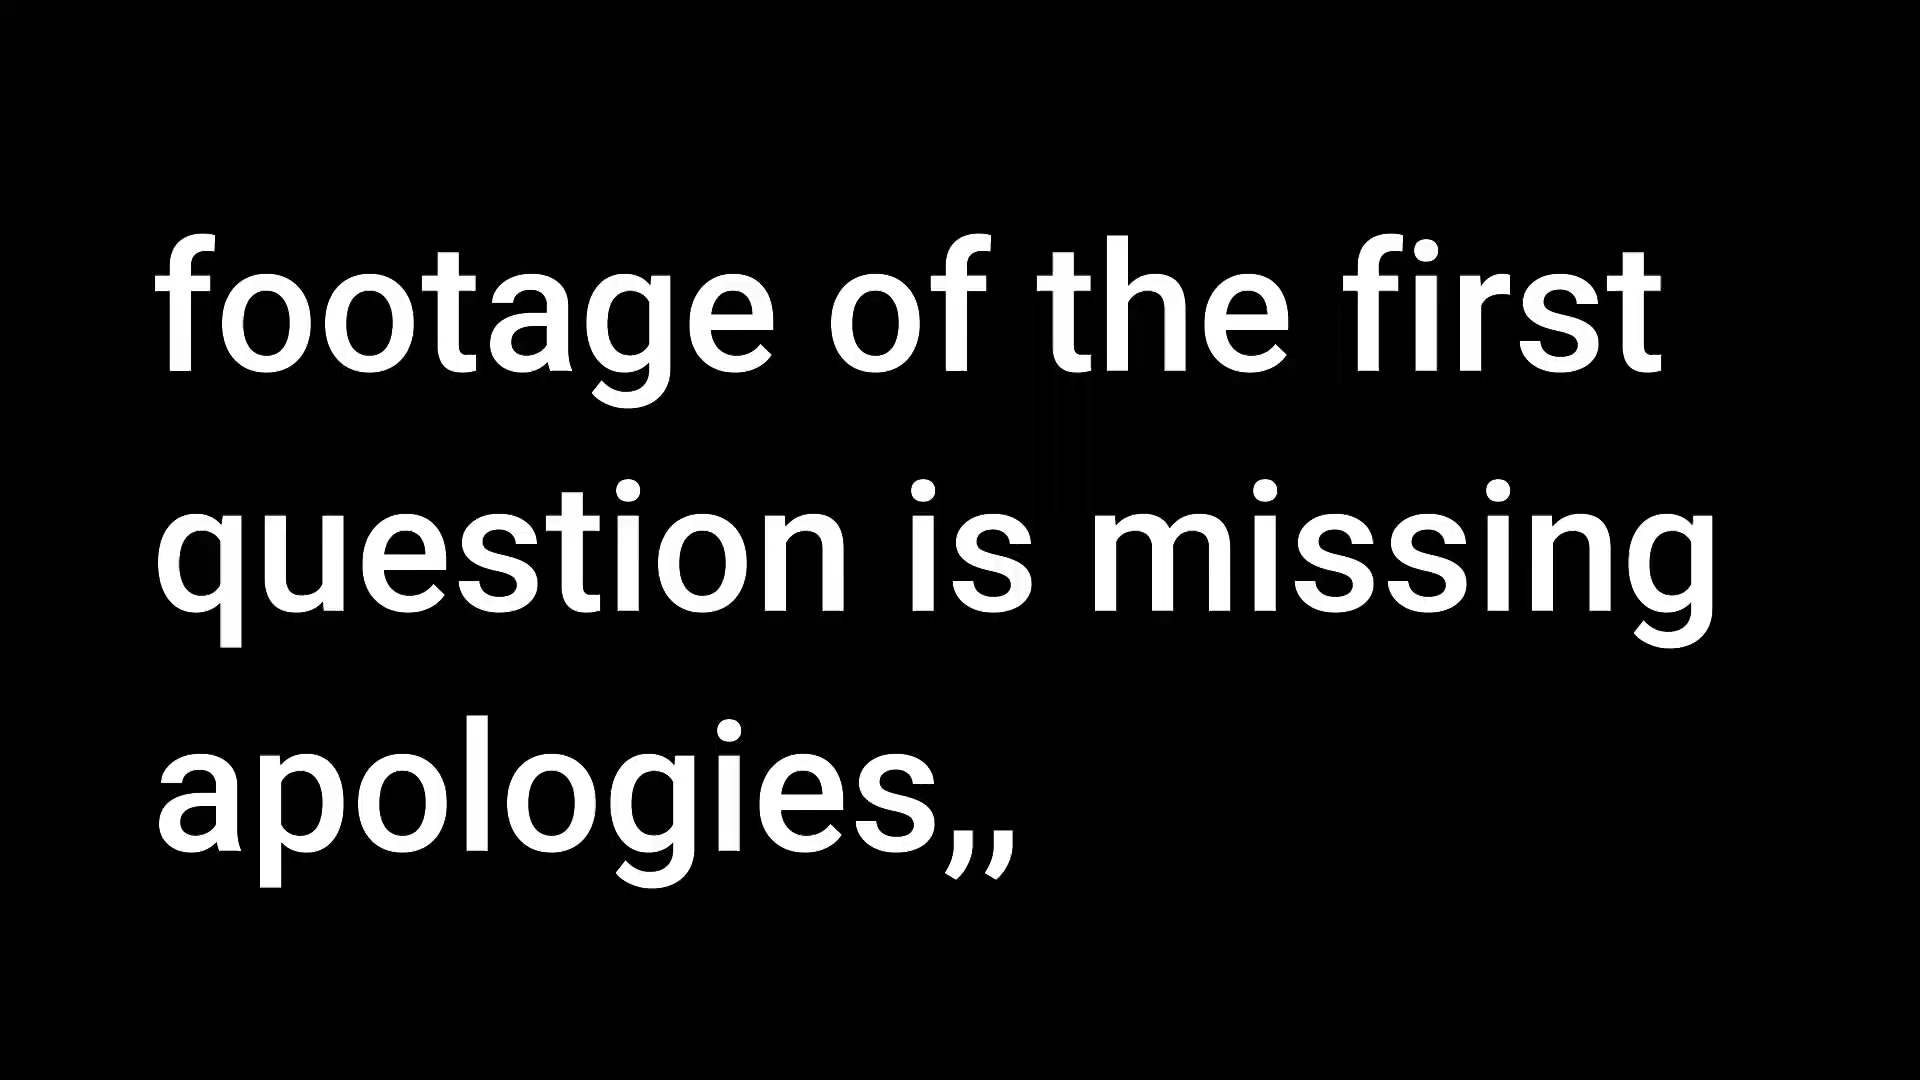 footage of the first
question is missing
apologies,,